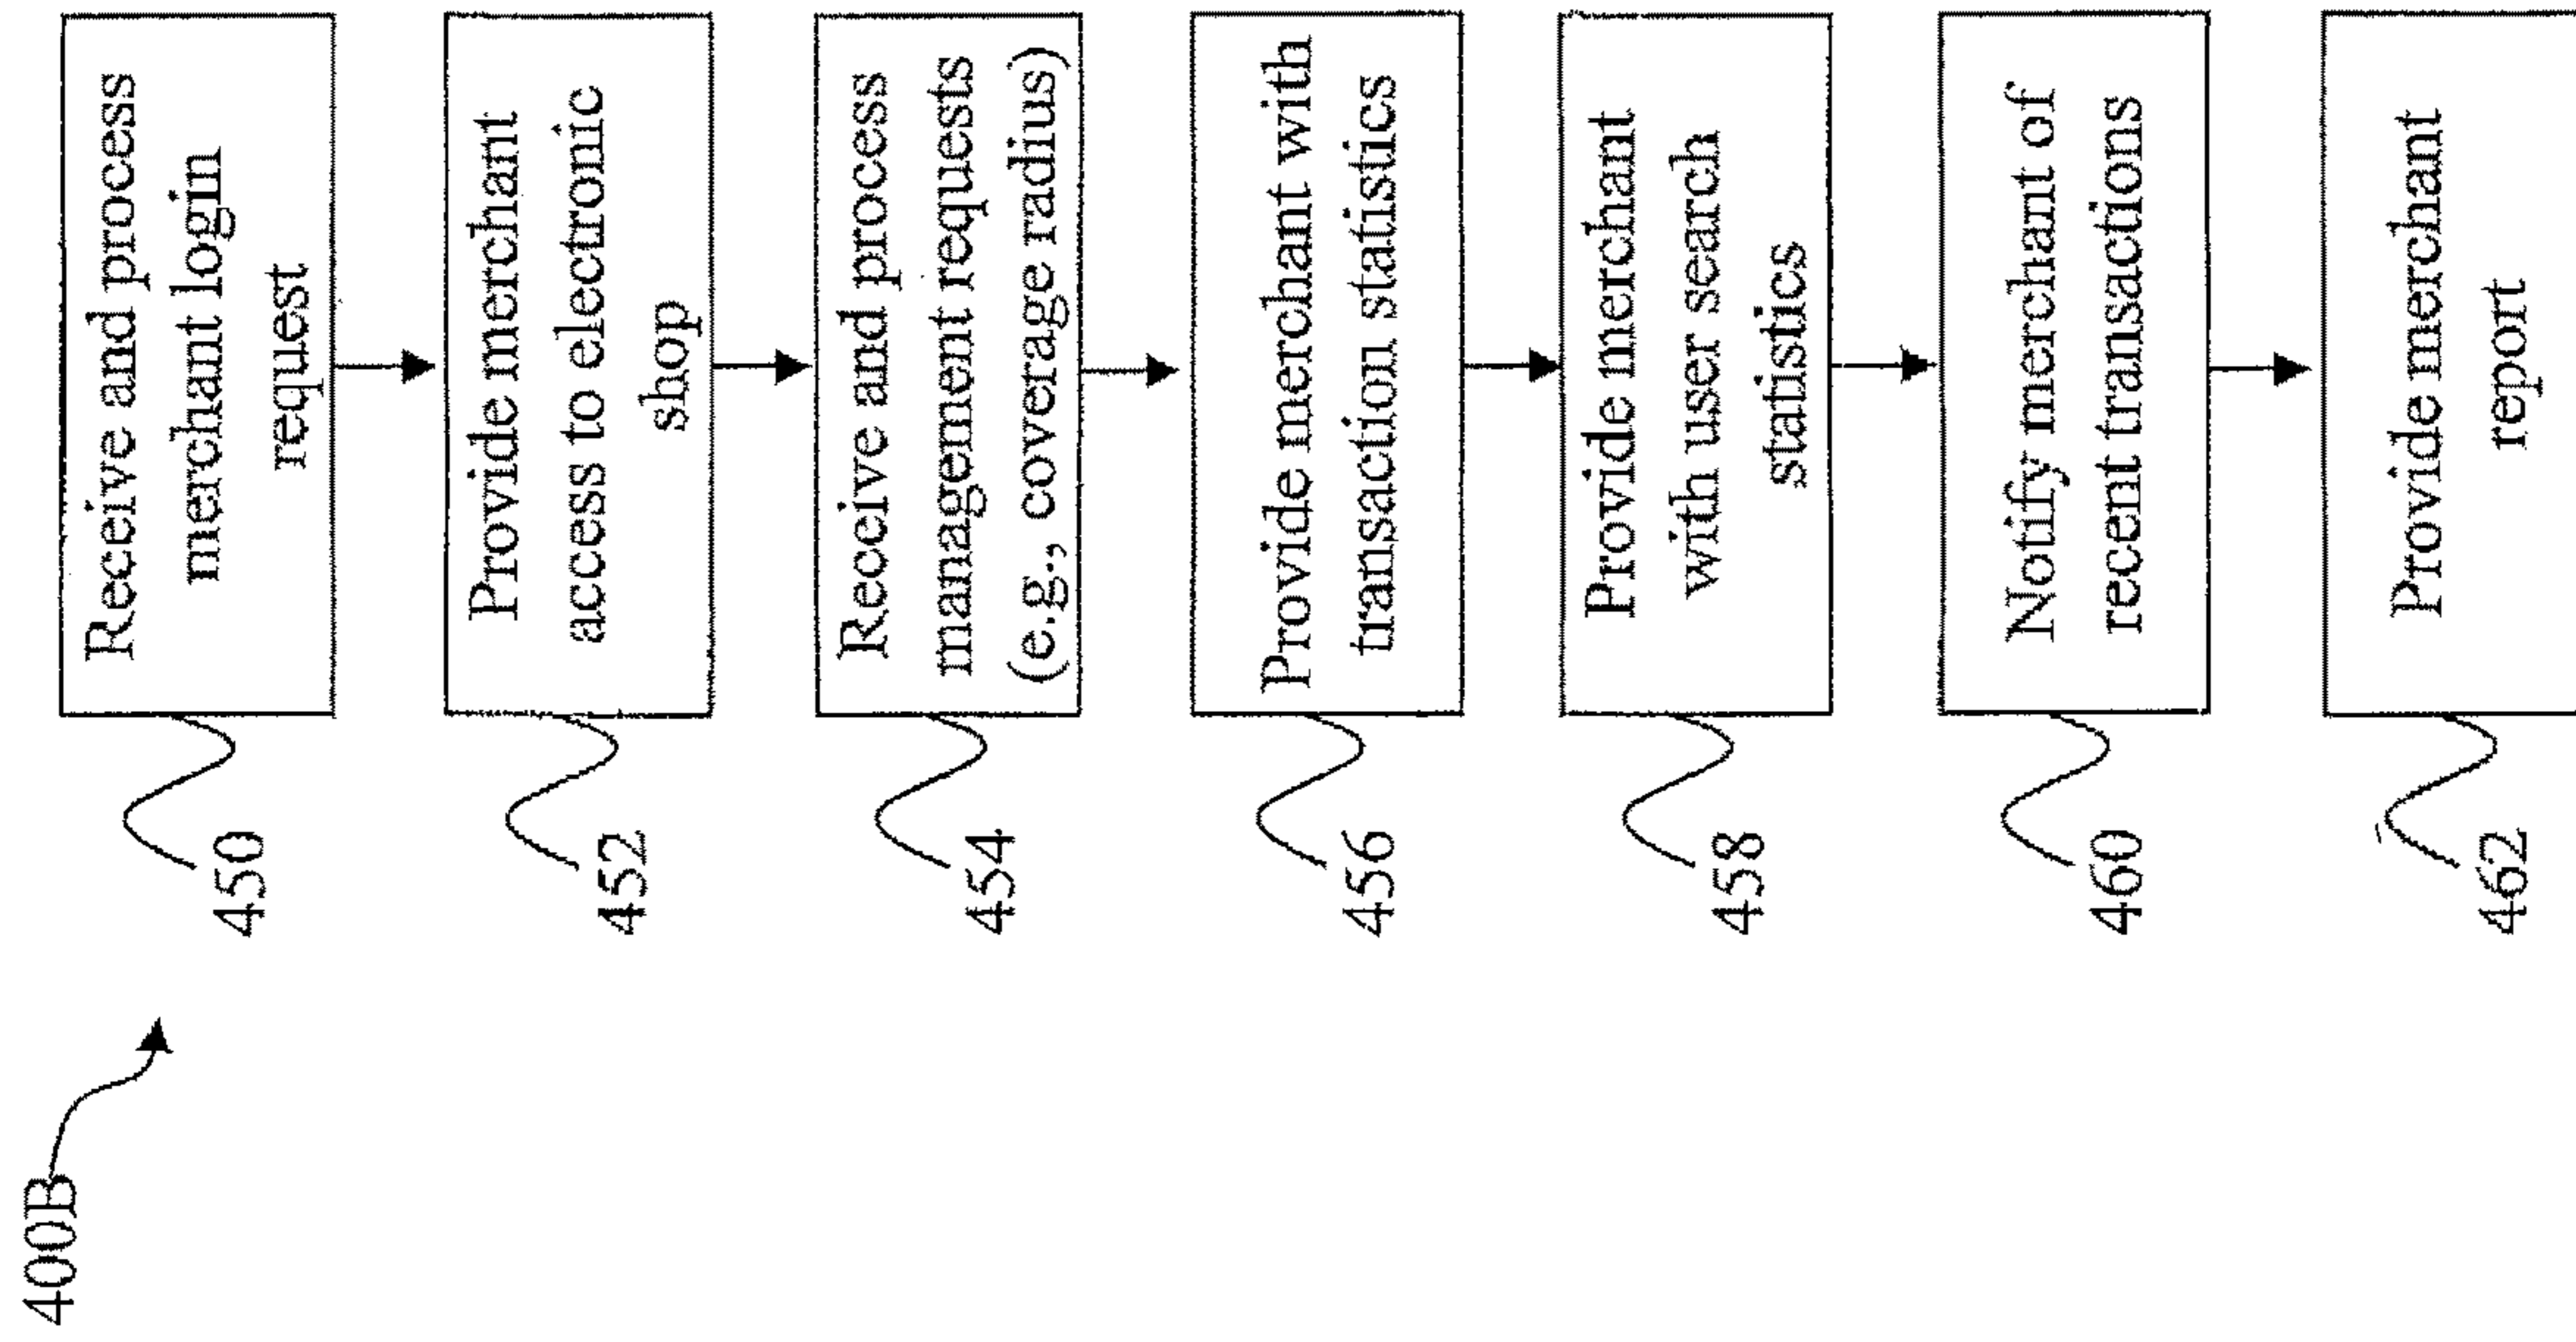 400B
450
Receive and process
merchant login
request
452
Provide merchant
access to electronic
shop
454
Receive and process
management requests
(e.g., coverage radius)
456
Provide merchant with
transaction statistics
458
Provide merchant
with user search
statistics
460
Notify merchant of
recent transactions
462
Provide merchant
report